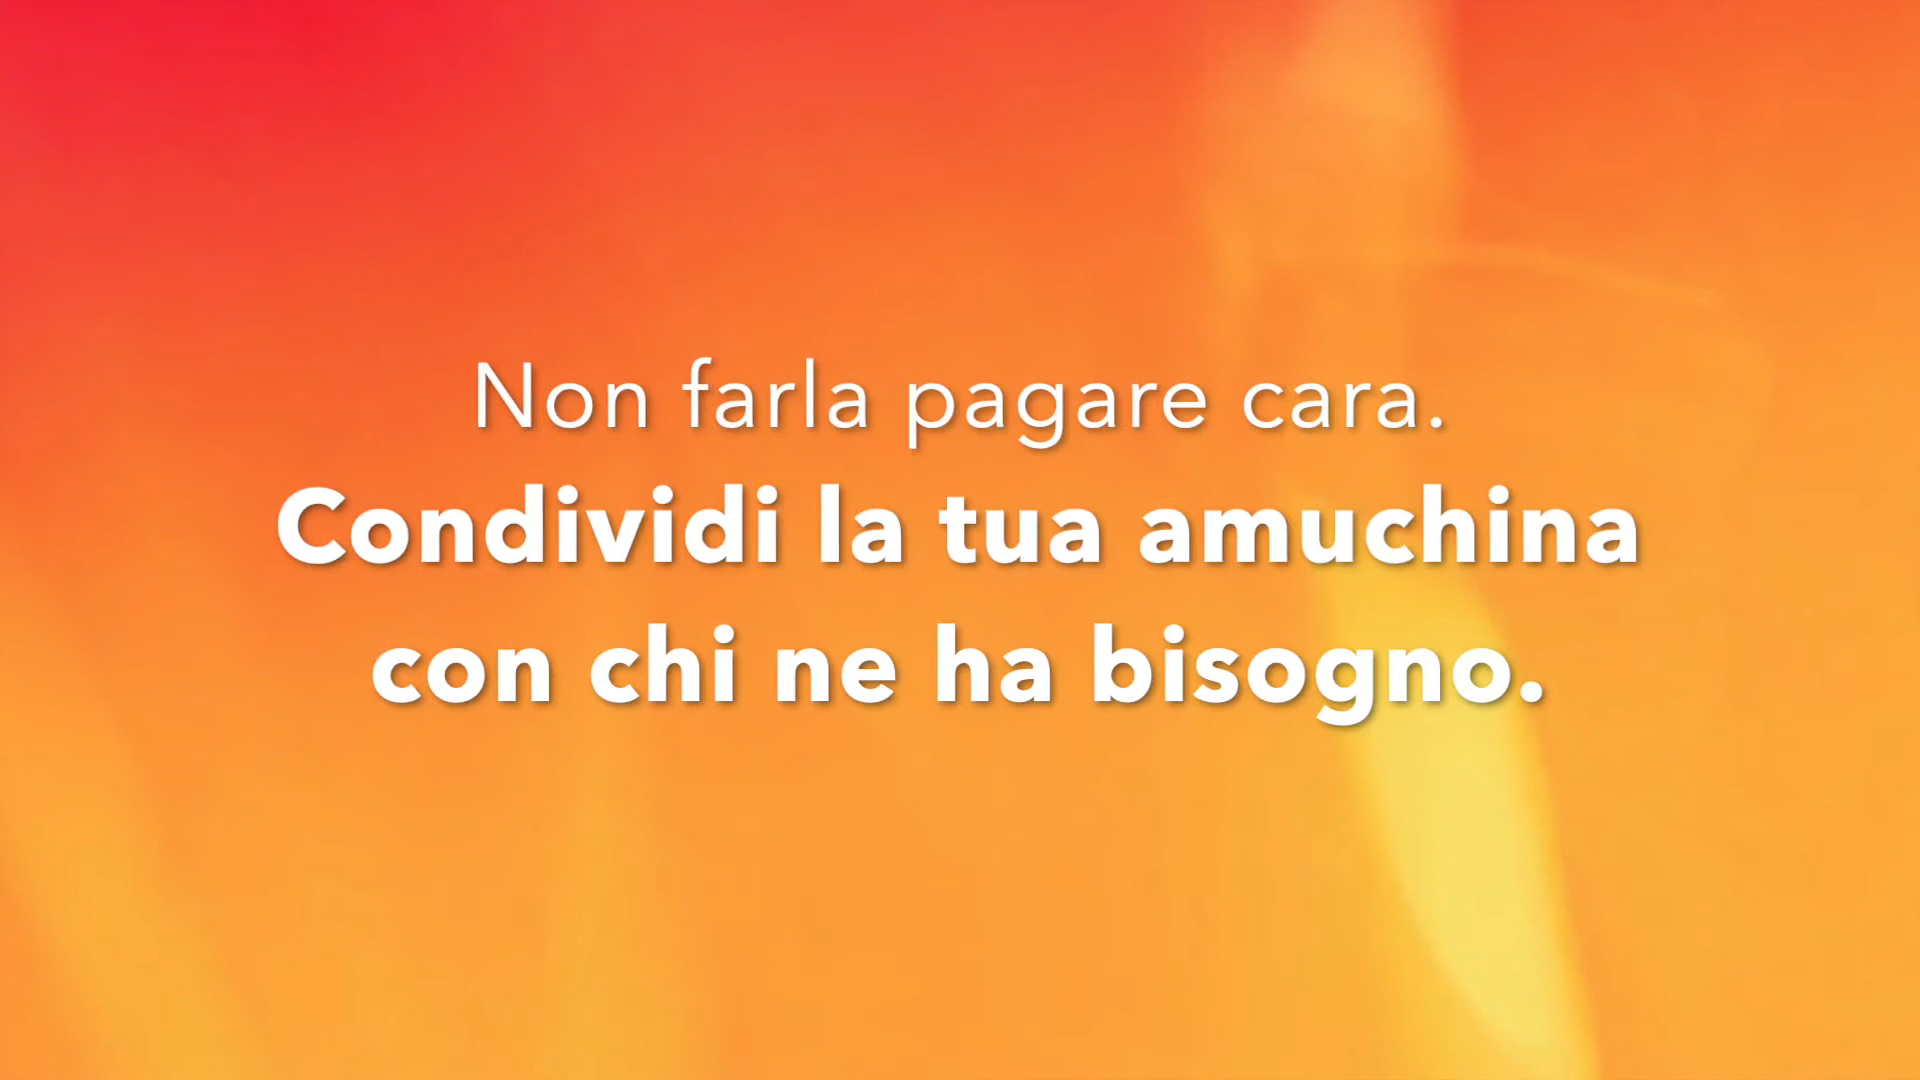 Non farla pagare cara.
Condividi la tua amuchina
con chi ne ha bisogno.